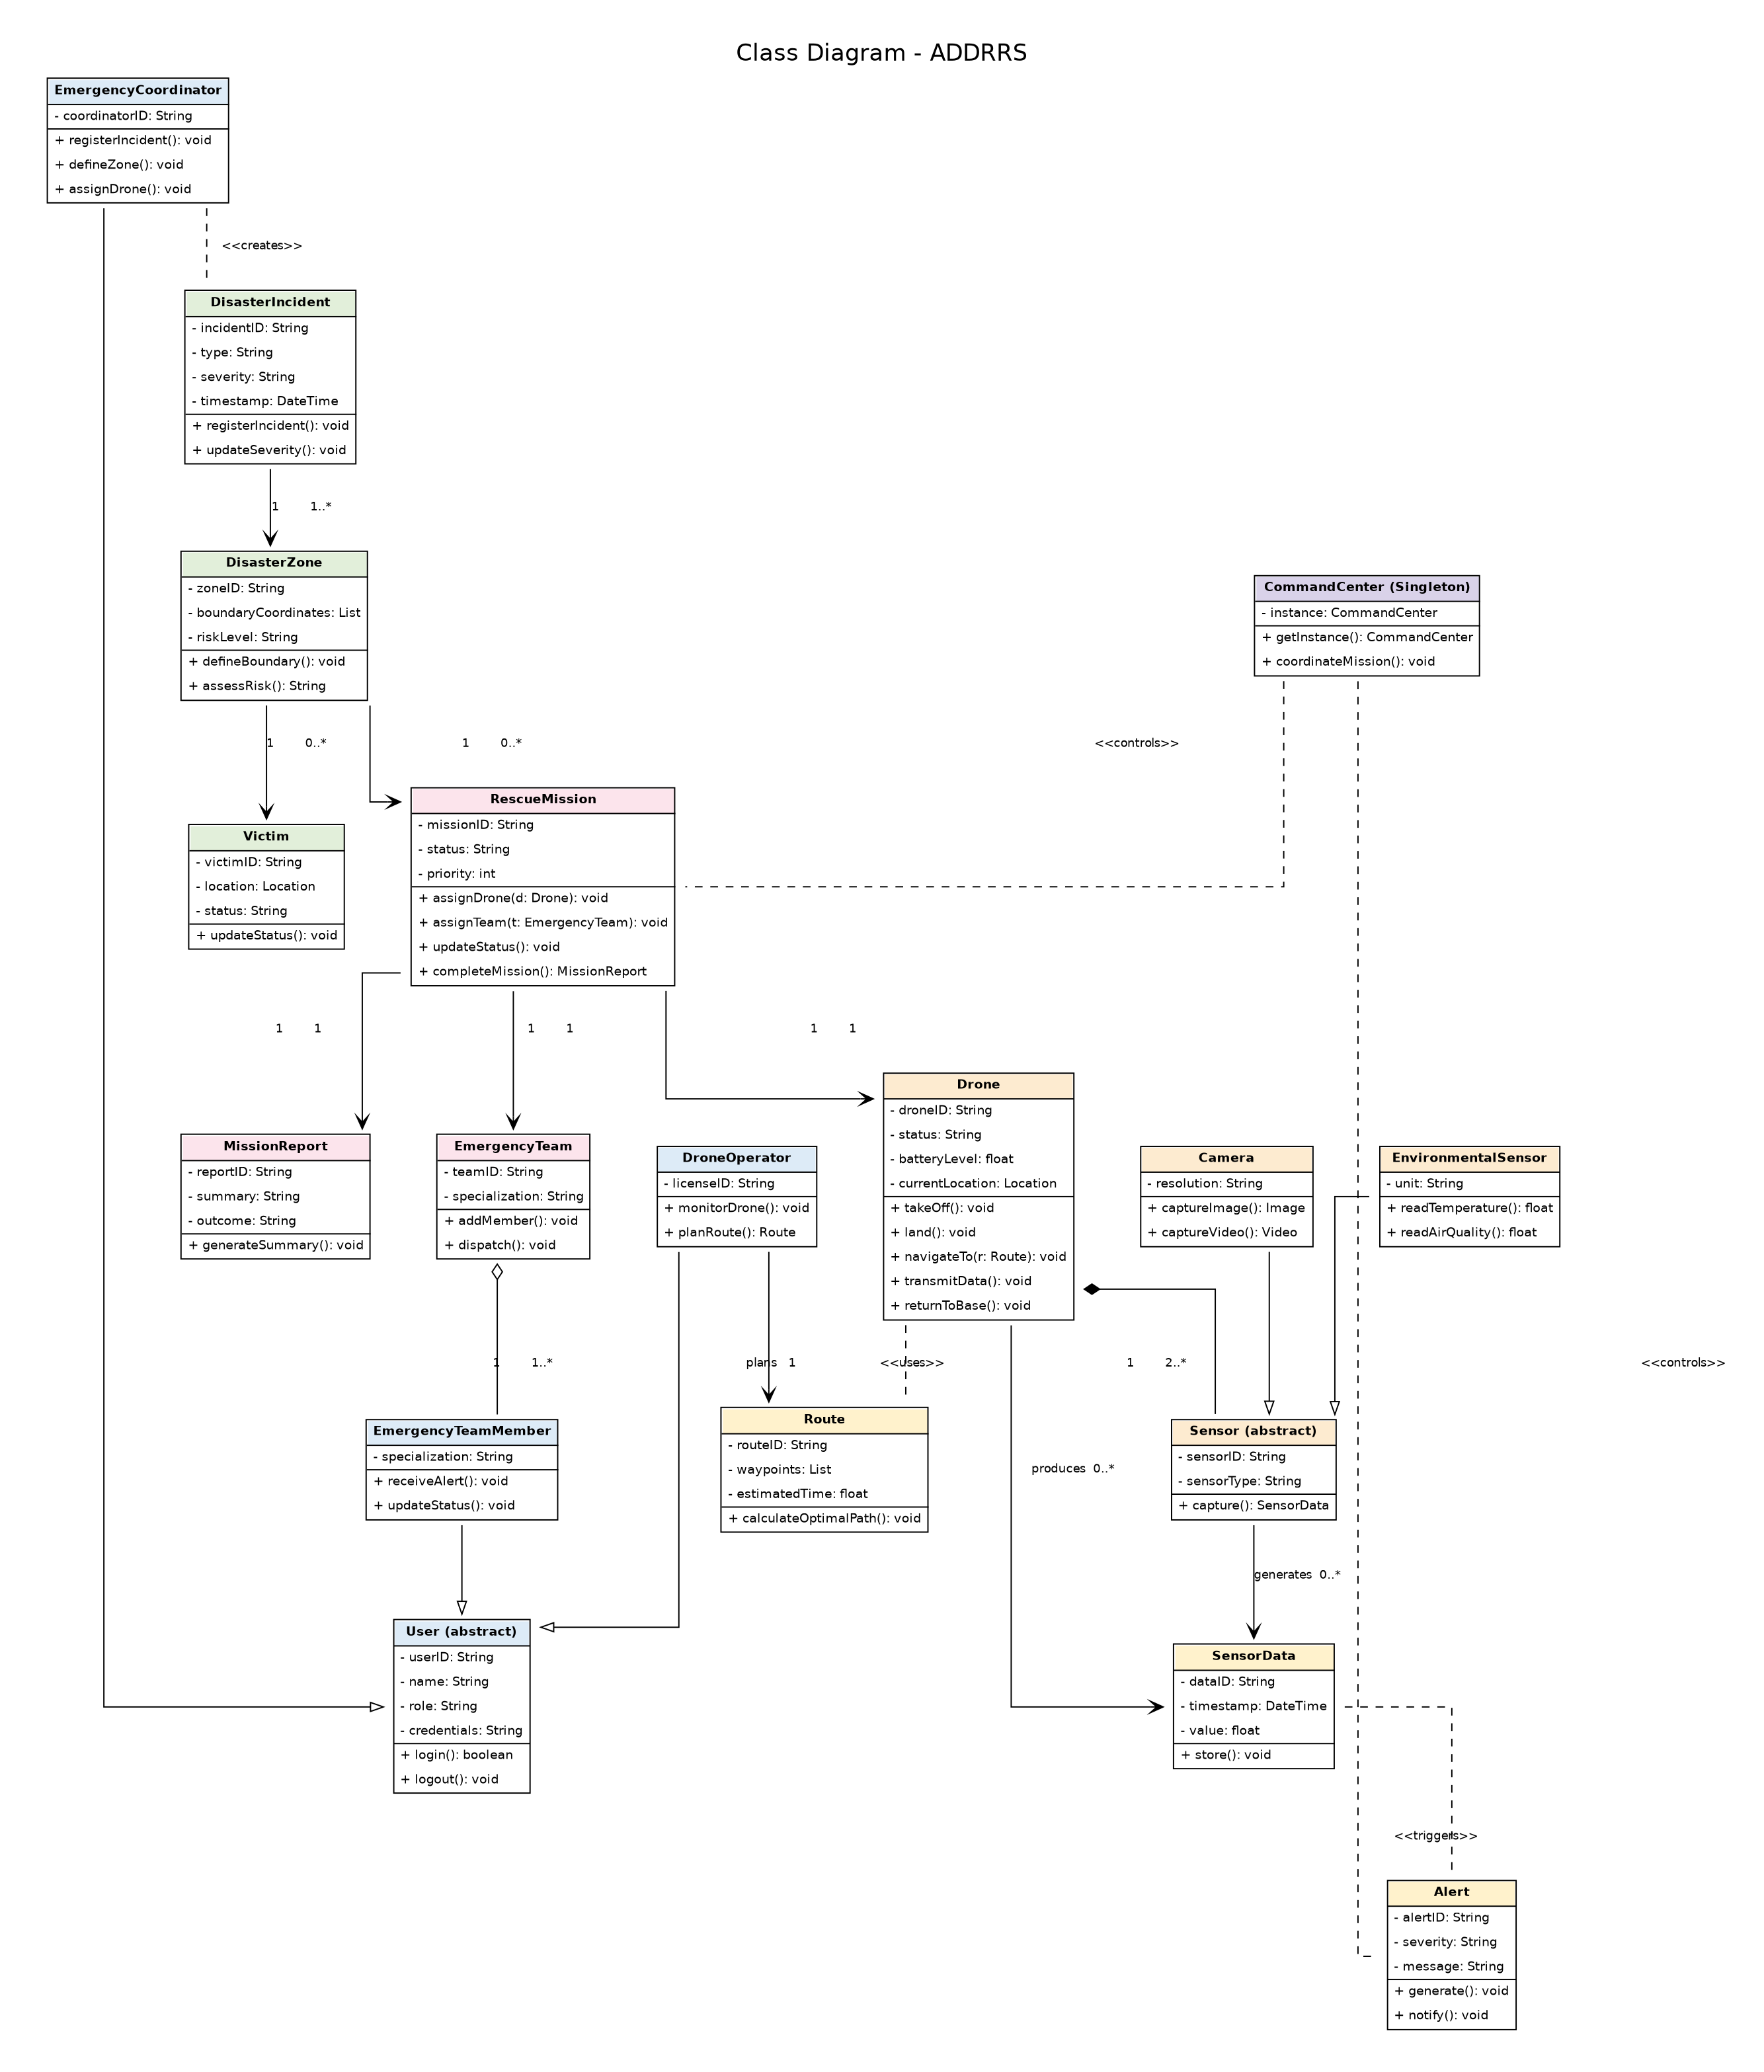 Class Diagram - ADDRRS
EmergencyCoordinator
- coordinatorID: String
+ registerIncident(): void
+ defineZone(): void
+ assignDrone(): void
<<creates>>
DisasterIncident
- incidentID: String
- type: String
- severity: String
- timestamp: DateTime
+ registerIncident(): void
+ updateSeverity(): void
1 1..*
DisasterZone
- zoneID: String
- boundaryCoordinates: List
- riskLevel: String
+ defineBoundary(): void
+ assessRisk(): String
CommandCenter (Singleton)
- instance: CommandCenter
+ getInstance(): CommandCenter
+ coordinateMission(): void
1 0..*
1 0..*
<<controls>>
RescueMission
- missionID: String
- status: String
- priority: int
+ assignDrone(d: Drone): void
+ assignTeam(t: EmergencyTeam): void
+ updateStatus(): void
+ completeMission(): MissionReport
Victim
- victimID: String
- location: Location
- status: String
+ updateStatus(): void
1 1
1 1
1 1
MissionReport
- reportID: String
- summary: String
- outcome: String
+ generateSummary(): void
EmergencyTeam
- teamID: String
- specialization: String
+ addMember(): void
+ dispatch(): void
DroneOperator
- licenseID: String
+ monitorDrone(): void
+ planRoute(): Route
Drone
- droneID: String
- status: String
- batteryLevel: float
- currentLocation: Location
+ takeOff(): void
+ land(): void
+ navigateTo(r: Route): void
+ transmitData(): void
+ returnToBase(): void
Camera
- resolution: String
+ captureImage(): Image
+ captureVideo(): Video
EnvironmentalSensor
- unit: String
+ readTemperature(): float
+ readAirQuality(): float
1 1..*
plans 1
<<uses>>
1 2..*
<<controls>>
EmergencyTeamMember
- specialization: String
+ receiveAlert(): void
+ updateStatus(): void
Route
- routeID: String
- waypoints: List
- estimatedTime: float
+ calculateOptimalPath(): void
produces 0..*
Sensor (abstract)
- sensorID: String
- sensorType: String
+ capture(): SensorData
generates 0..*
User (abstract)
- userID: String
- name: String
- role: String
- credentials: String
+ login(): boolean
+ logout(): void
SensorData
- dataID: String
- timestamp: DateTime
- value: float
+ store(): void
<<triggers>>
Alert
- alertID: String
- severity: String
- message: String
+ generate(): void
+ notify(): void